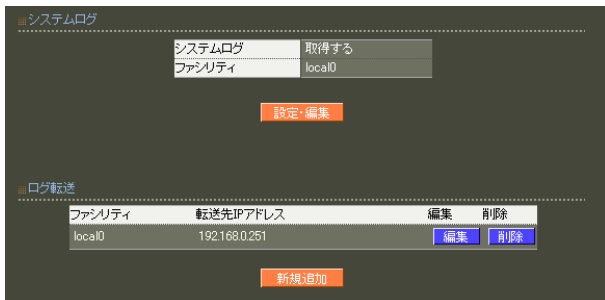 システムログ
システムログ 取得する
ファシリティ local0
設定・編集
ログ転送
ファシリティ 転送先IPアドレス 編集 削除
local0 192.168.0.251 編集 削除
新規追加